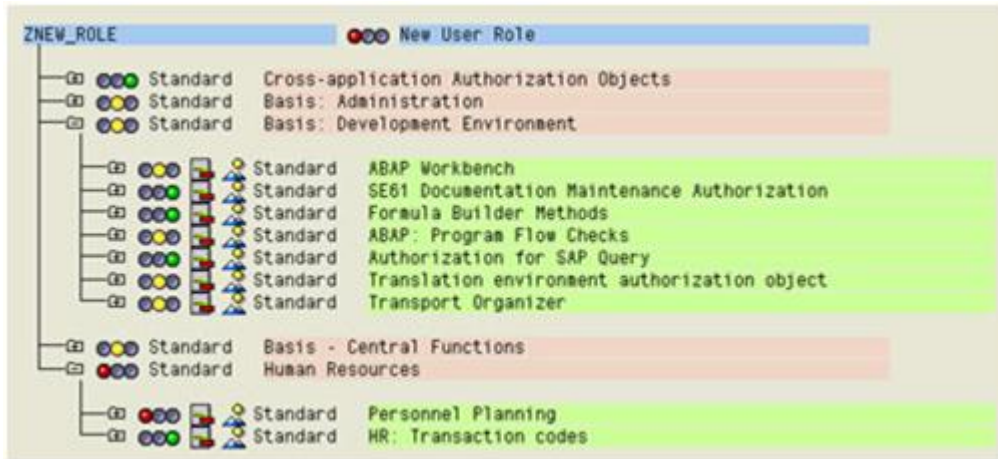 ZNEW_ROLE New User Role
Standard Cross-application Authorization Objects
Standard Basis: Administration
Standard Basis: Development Environment
Standard ABAP Workbench
Standard SE61 Documentation Maintenance Authorization
Standard Formula Builder Methods
Standard ABAP: Program Flow Checks
Standard Authorization for SAP Query
Standard Translation environment authorization object
Standard Transport Organizer
Standard Basis - Central Functions
Standard Human Resources
Standard Personnel Planning
Standard HR: Transaction codes